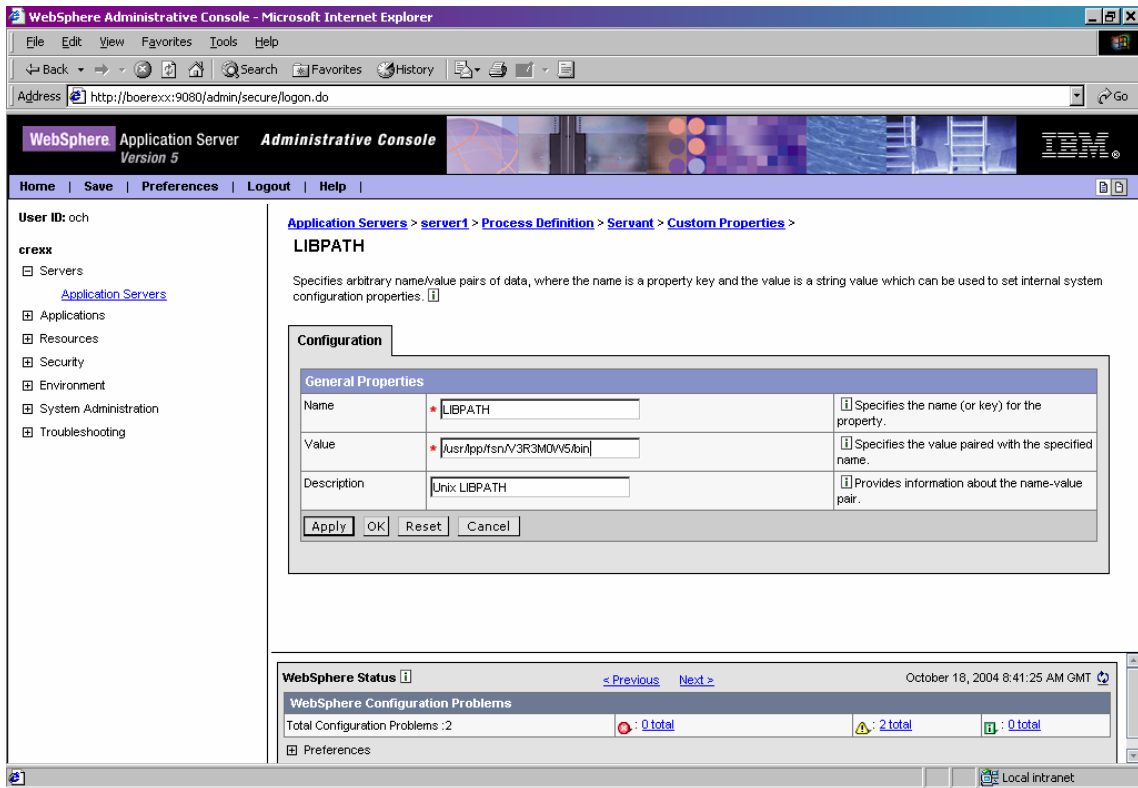 WebSphere Administrative Console - Microsoft Internet Explorer
File Edit View Favorites Tools Help
Back Search Favorites History
Address http://boerexx:9080/admin/secure/logon.do Go
WebSphere Application Server Administrative Console
Version 5
IBM
Home | Save | Preferences | Logout | Help |
User ID: och
crexx
Servers
Application Servers
Applications
Resources
Security
Environment
System Administration
Troubleshooting
Application Servers > server1 > Process Definition > Servant > Custom Properties >
LIBPATH
Specifies arbitrary name/value pairs of data, where the name is a property key and the value is a string value which can be used to set internal system
configuration properties. i
Configuration
General Properties
Name * LIBPATH i Specifies the name (or key) for the
property.
Value * /usr/lpp/fsn/V3R3M0W5/bin i Specifies the value paired with the specified
name.
Description Unix LIBPATH i Provides information about the name-value
pair.
Apply OK Reset Cancel
WebSphere Status i < Previous Next > October 18, 2004 8:41:25 AM GMT
WebSphere Configuration Problems
Total Configuration Problems :2 : 0 total : 2 total : 0 total
Preferences
Local intranet